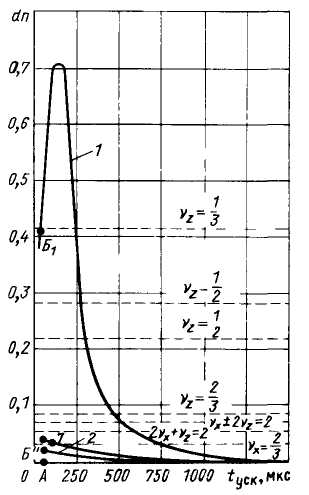 dn
0,7
0,6
1
0,5
Б₁
0,4
ν_z = 1/3
0,3
ν_z - 1/2
0,2
ν_z = 1/2
0,1
ν_z = 2/3
ν_x ± 2ν_z = 2
2ν_x + ν_z = 2
ν_x = 2/3
Б"
1
2
0 A 250 500 750 1000 t_уск, мкс